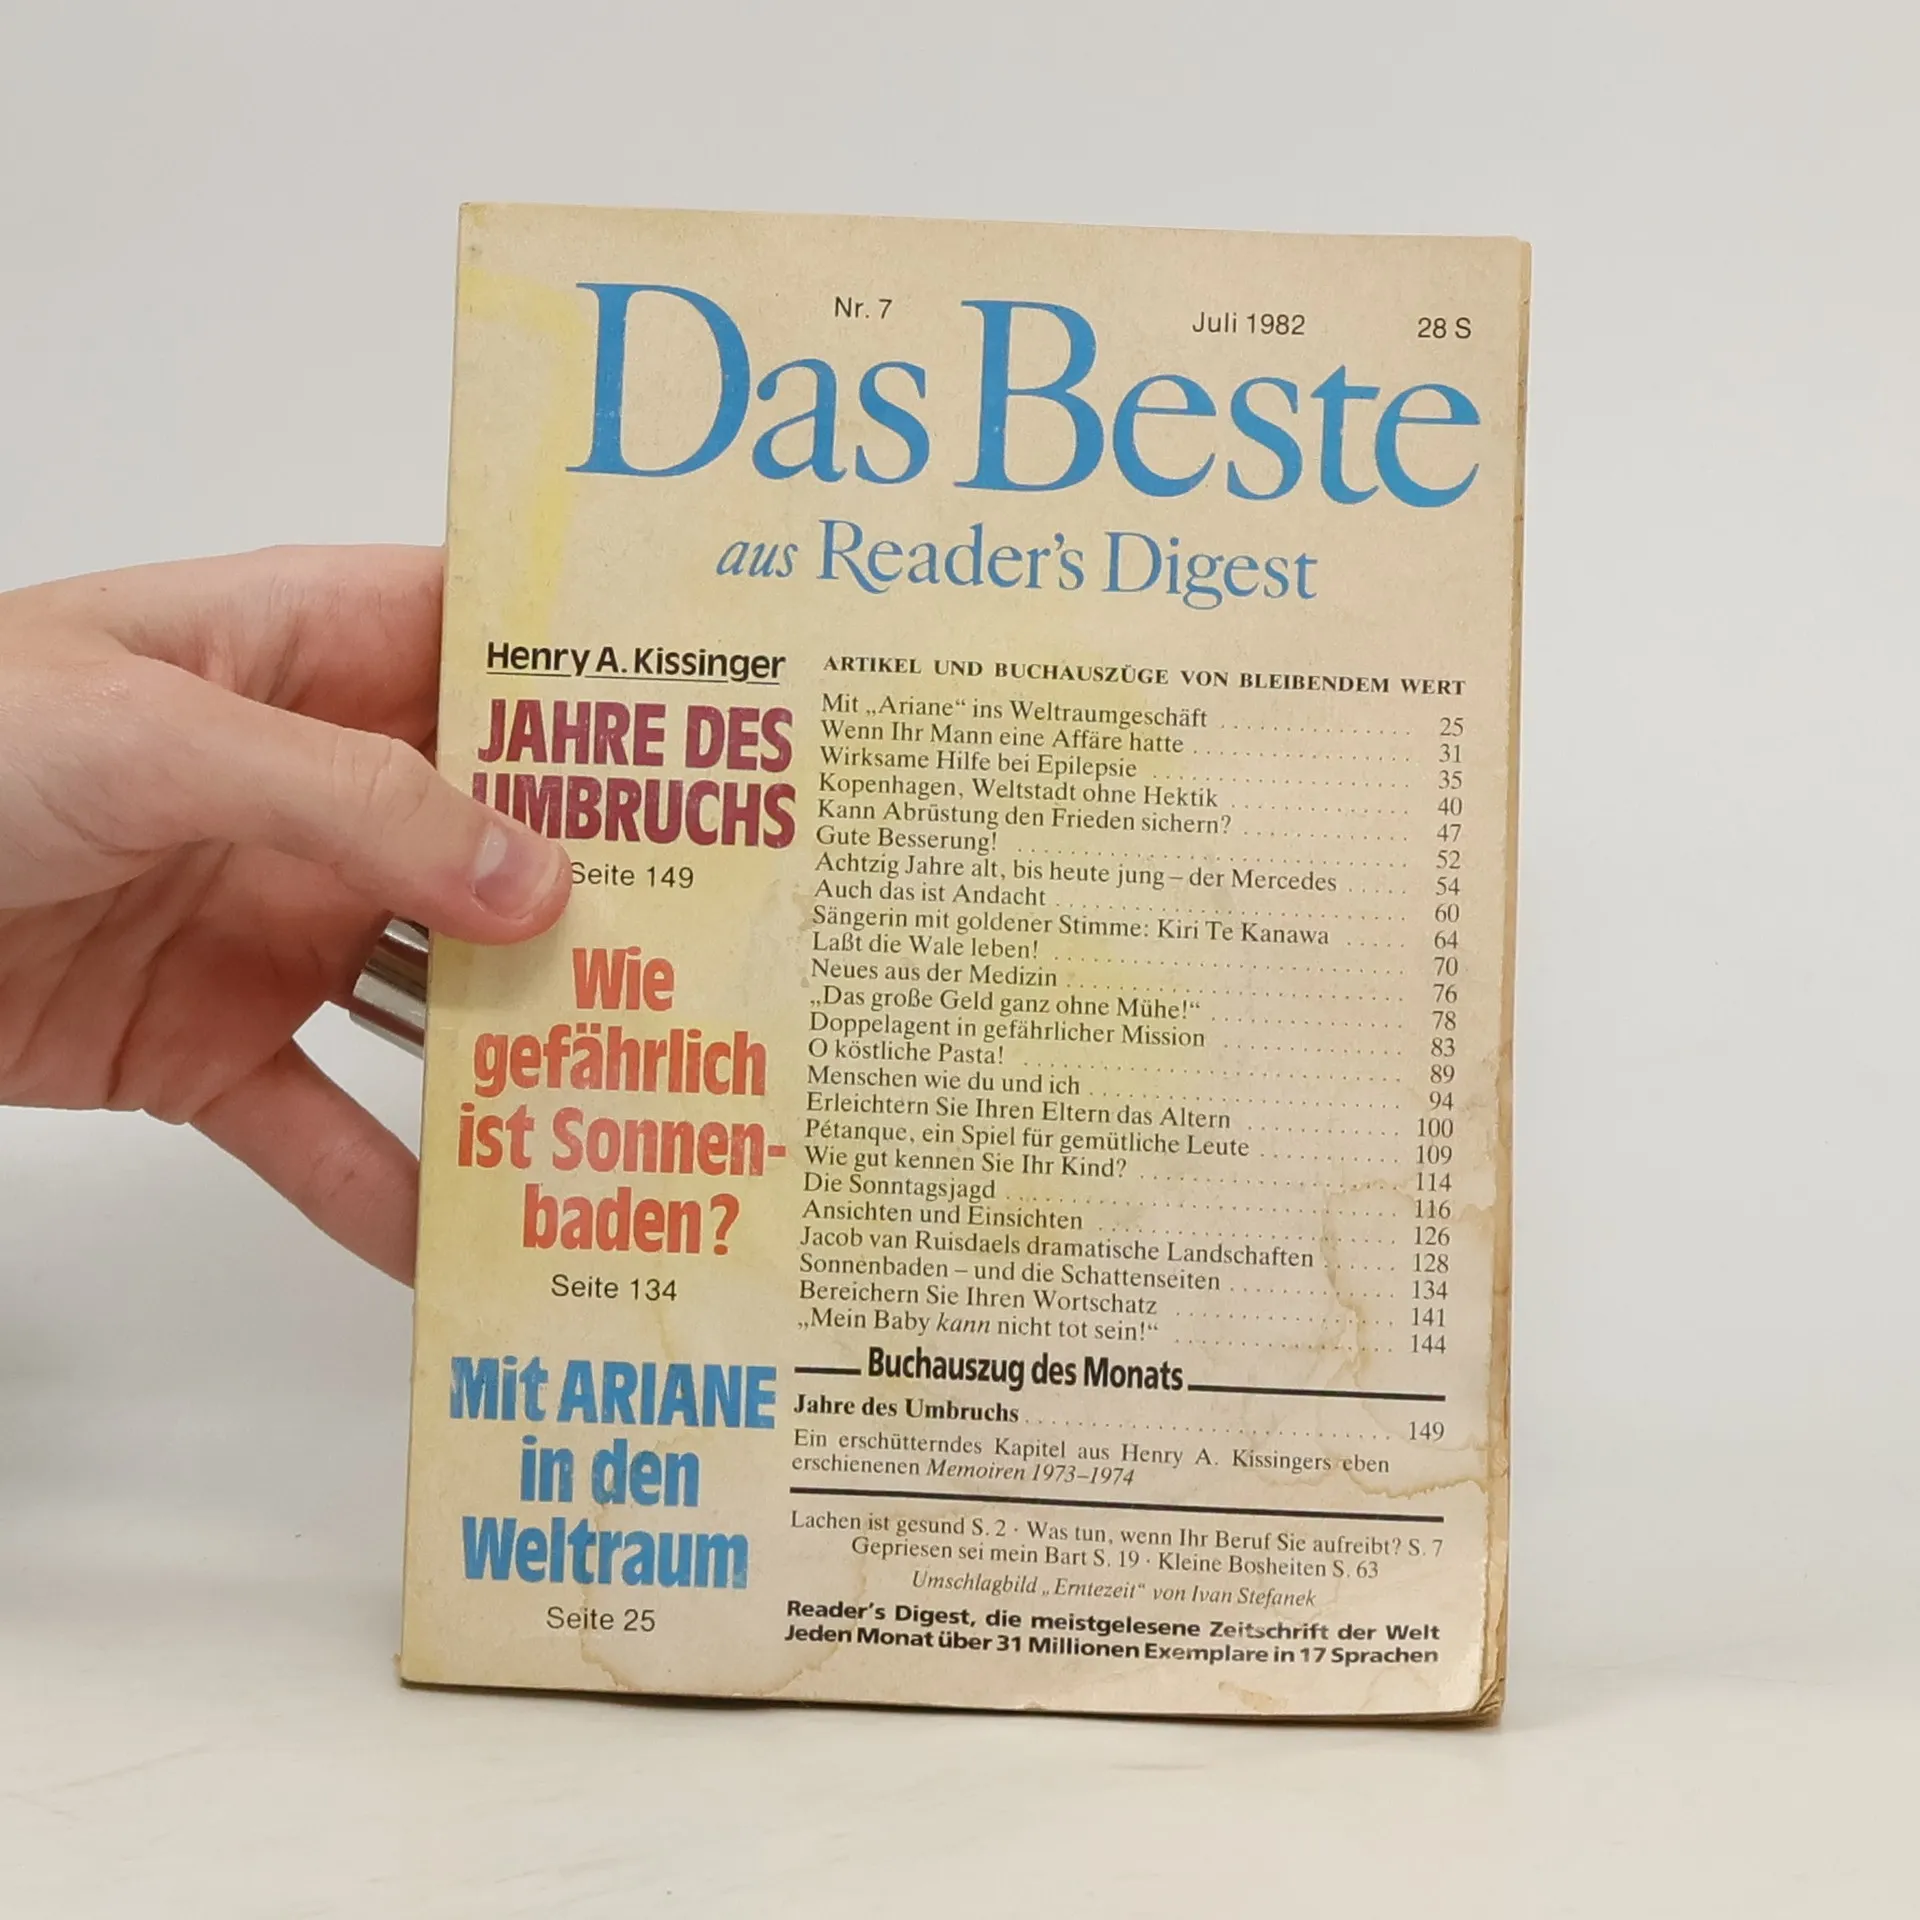 Nr. 7
Juli 1982
28 S
Das Beste
aus Reader's Digest
Henry A. Kissinger
JAHRE DES
UMBRUCHS
Seite 149
Wie
gefährlich
ist Sonnen-
baden?
Seite 134
Mit ARIANE
in den
Weltraum
Seite 25
ARTIKEL UND BUCHAUSZÜGE VON BLEIBENDEM WERT
Mit „Ariane“ ins Weltraumgeschäft . . . . . . . . . . 25
Wenn Ihr Mann eine Affäre hatte . . . . . . . . . . 31
Wirksame Hilfe bei Epilepsie . . . . . . . . . . 35
Kopenhagen, Weltstadt ohne Hektik . . . . . . . . . . 40
Kann Abrüstung den Frieden sichern? . . . . . . . . . . 47
Gute Besserung! . . . . . . . . . . 52
Achtzig Jahre alt, bis heute jung – der Mercedes . . . . . 54
Auch das ist Andacht . . . . . . . . . . 60
Sängerin mit goldener Stimme: Kiri Te Kanawa . . . . . 64
Laßt die Wale leben! . . . . . . . . . . 70
Neues aus der Medizin . . . . . . . . . . 76
„Das große Geld ganz ohne Mühe!“ . . . . . . . . . . 78
Doppelagent in gefährlicher Mission . . . . . . . . . . 83
O köstliche Pasta! . . . . . . . . . . 89
Menschen wie du und ich . . . . . . . . . . 94
Erleichtern Sie Ihren Eltern das Altern . . . . . . . . . . 100
Pétanque, ein Spiel für gemütliche Leute . . . . . . . . . . 109
Wie gut kennen Sie Ihr Kind? . . . . . . . . . . 114
Die Sonntagsjagd . . . . . . . . . . 116
Ansichten und Einsichten . . . . . . . . . . 126
Jacob van Ruisdaels dramatische Landschaften . . . . . . 128
Sonnenbaden – und die Schattenseiten . . . . . . . . . . 134
Bereichern Sie Ihren Wortschatz . . . . . . . . . . 141
„Mein Baby kann nicht tot sein!“ . . . . . . . . . . 144
Buchauszug des Monats
Jahre des Umbruchs . . . . . . . . . . 149
Ein erschütterndes Kapitel aus Henry A. Kissingers eben
erschienenen Memoiren 1973–1974
Lachen ist gesund S. 2 · Was tun, wenn Ihr Beruf Sie aufreibt? S. 7
Gepriesen sei mein Bart S. 19 · Kleine Bosheiten S. 63
Umschlagbild „Erntezeit“ von Ivan Stefanek
Reader's Digest, die meistgelesene Zeitschrift der Welt
Jeden Monat über 31 Millionen Exemplare in 17 Sprachen